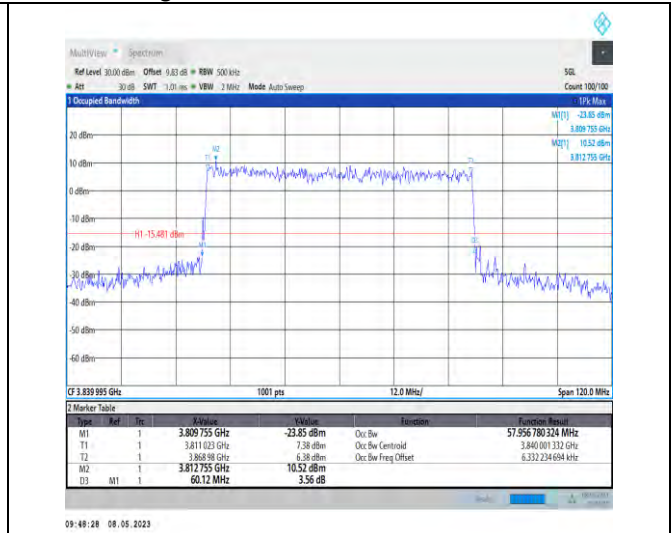 MultiView Spectrum
Ref Level 30.00 dBm Offset 9.83 dB RBW 500 kHz SGL
Att 30 dB SWT 1.01 ms VBW 2 MHz Mode Auto Sweep Count 100/100
1 Occupied Bandwidth 1Pk Max
M1[1] -23.85 dBm
3.809 755 GHz
M2[1] 10.52 dBm
3.812 755 GHz
20 dBm
M2
T1
10 dBm
0 dBm
-10 dBm
H1 -15.481 dBm
-20 dBm
-30 dBm
-40 dBm
-50 dBm
-60 dBm
CF 3.839 995 GHz 1001 pts 12.0 MHz/ Span 120.0 MHz
2 Marker Table
Type Ref Trc X-Value Y-Value Function Function Result
M1 1 3.809 755 GHz -23.85 dBm Occ Bw 57.956 780 324 MHz
T1 1 3.811 023 GHz 7.38 dBm Occ Bw Centroid 3.840 001 332 GHz
T2 1 3.868 98 GHz 6.38 dBm Occ Bw Freq Offset 6.332 234 694 kHz
M2 1 3.812 755 GHz 10.52 dBm
D3 M1 1 60.12 MHz 3.56 dB
09:48:28 08.05.2023